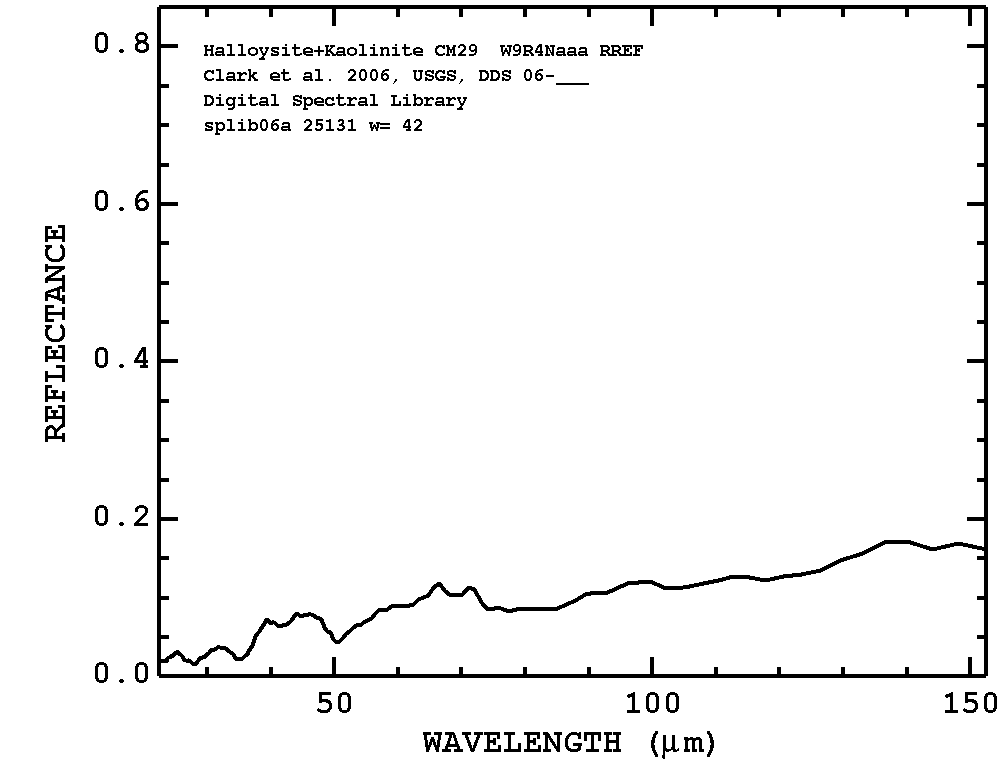 Halloysite+Kaolinite CM29  W9R4Naaa RREF
Clark et al. 2006, USGS, DDS 06-___
Digital Spectral Library
splib06a 25131 w= 42
0.8
0.6
0.4
0.2
0.0
REFLECTANCE
50
100
150
WAVELENGTH (μm)